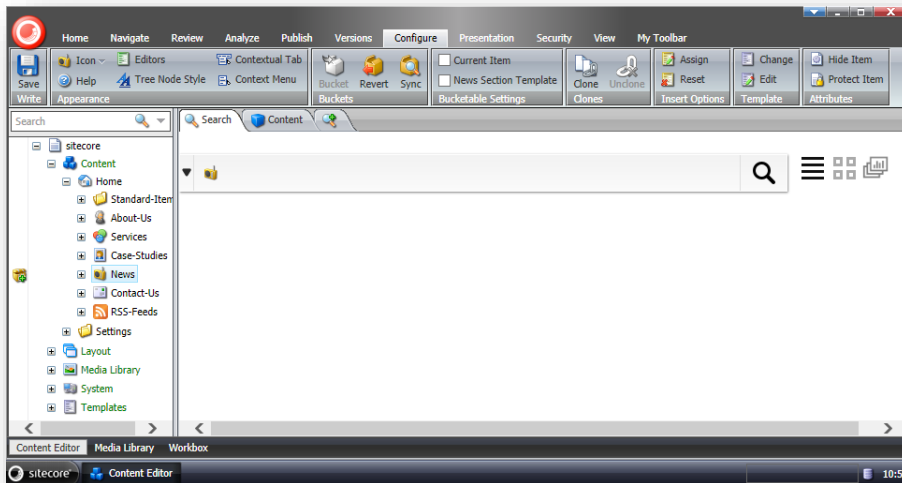 Home Navigate Review Analyze Publish Versions Configure Presentation Security View My Toolbar
Icon Editors Contextual Tab Current Item Assign Change Hide Item
Save Help Tree Node Style Context Menu Bucket Revert Sync News Section Template Clone Unclone Reset Edit Protect Item
Write Appearance Buckets Bucketable Settings Clones Insert Options Template Attributes
Search Search Content
sitecore
Content
Home
Standard-Item
About-Us
Services
Case-Studies
News
Contact-Us
RSS-Feeds
Settings
Layout
Media Library
System
Templates
Content Editor Media Library Workbox
sitecore Content Editor 10:5